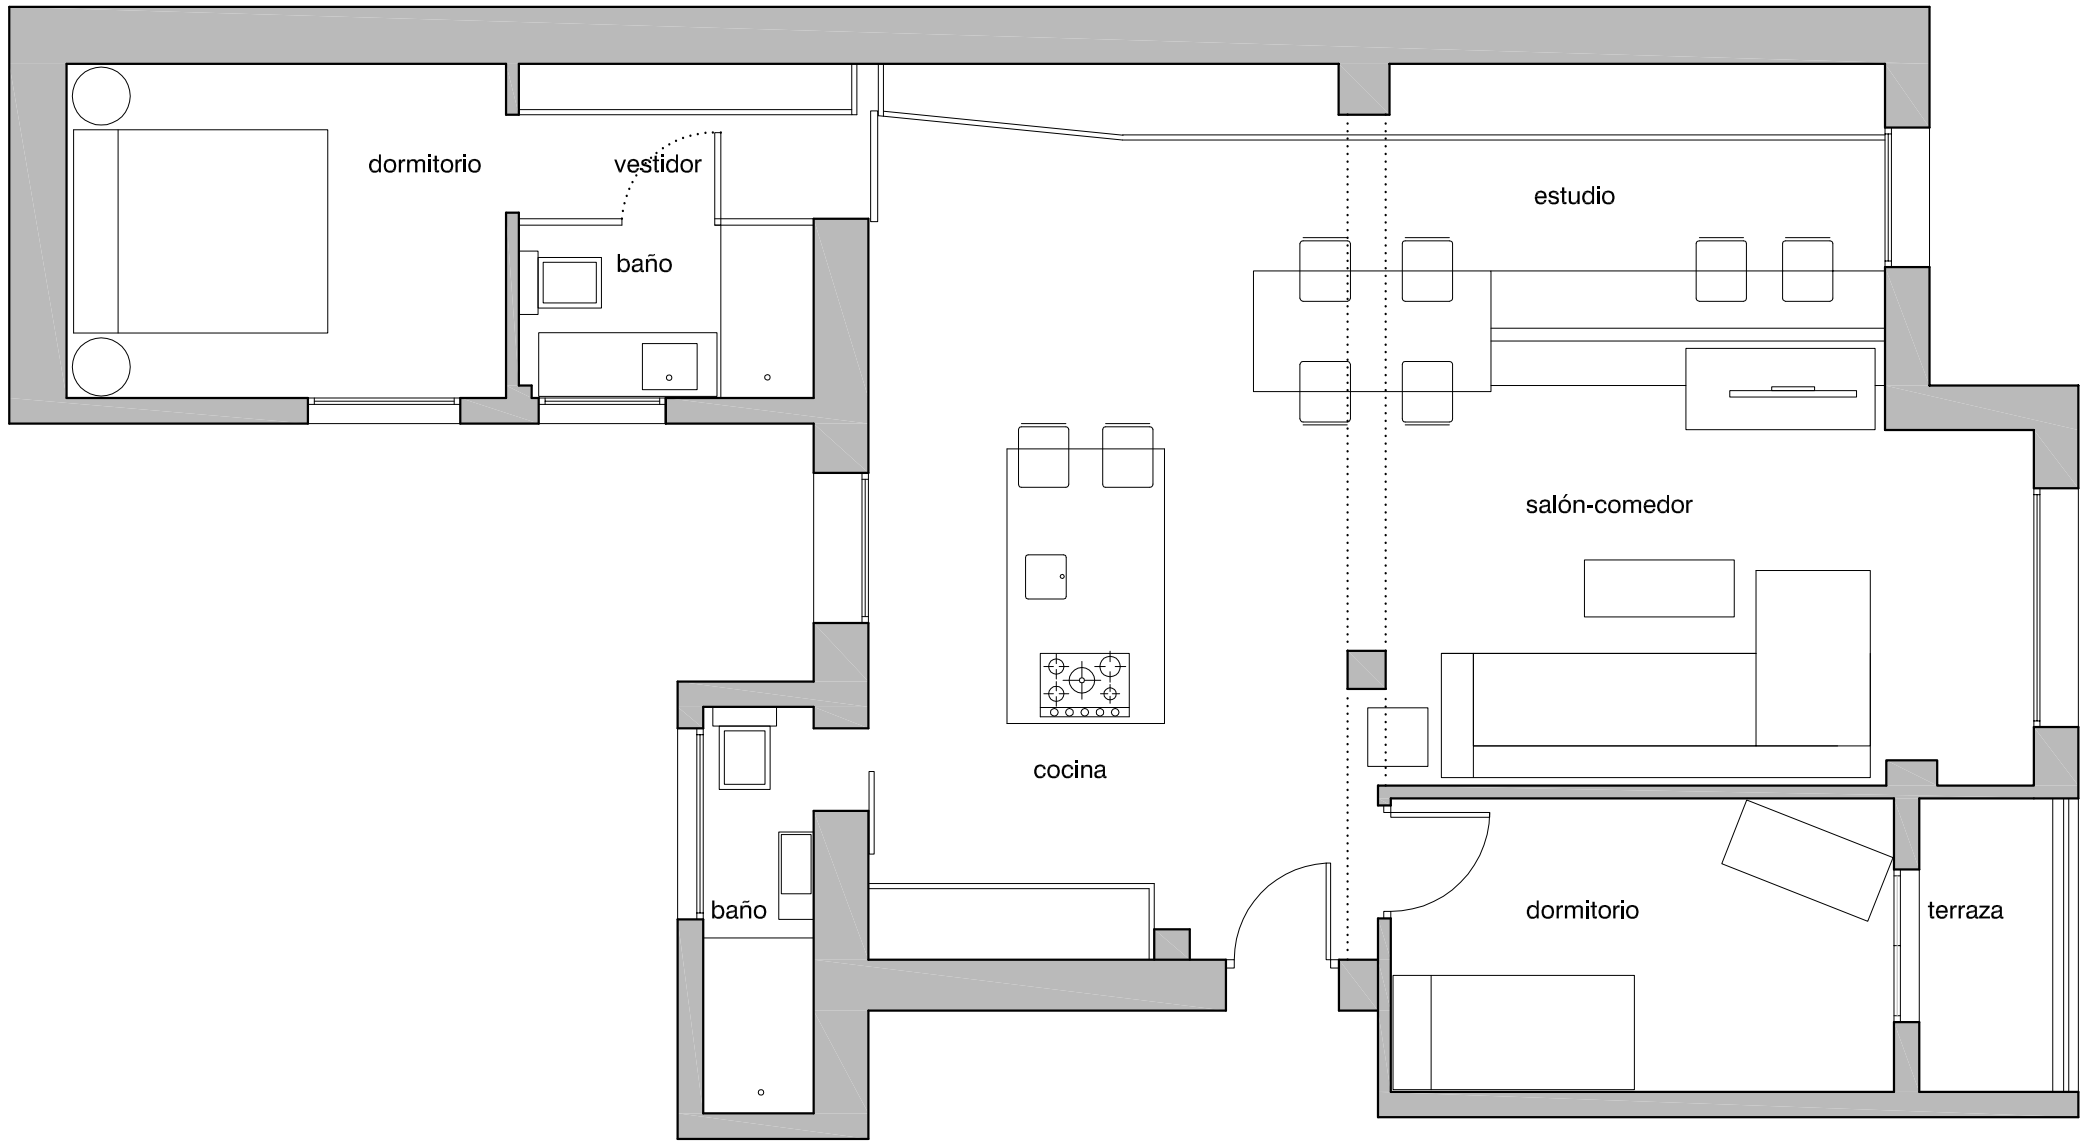 dormitorio
vestidor
estudio
baño
salón-comedor
cocina
baño
dormitorio
terraza